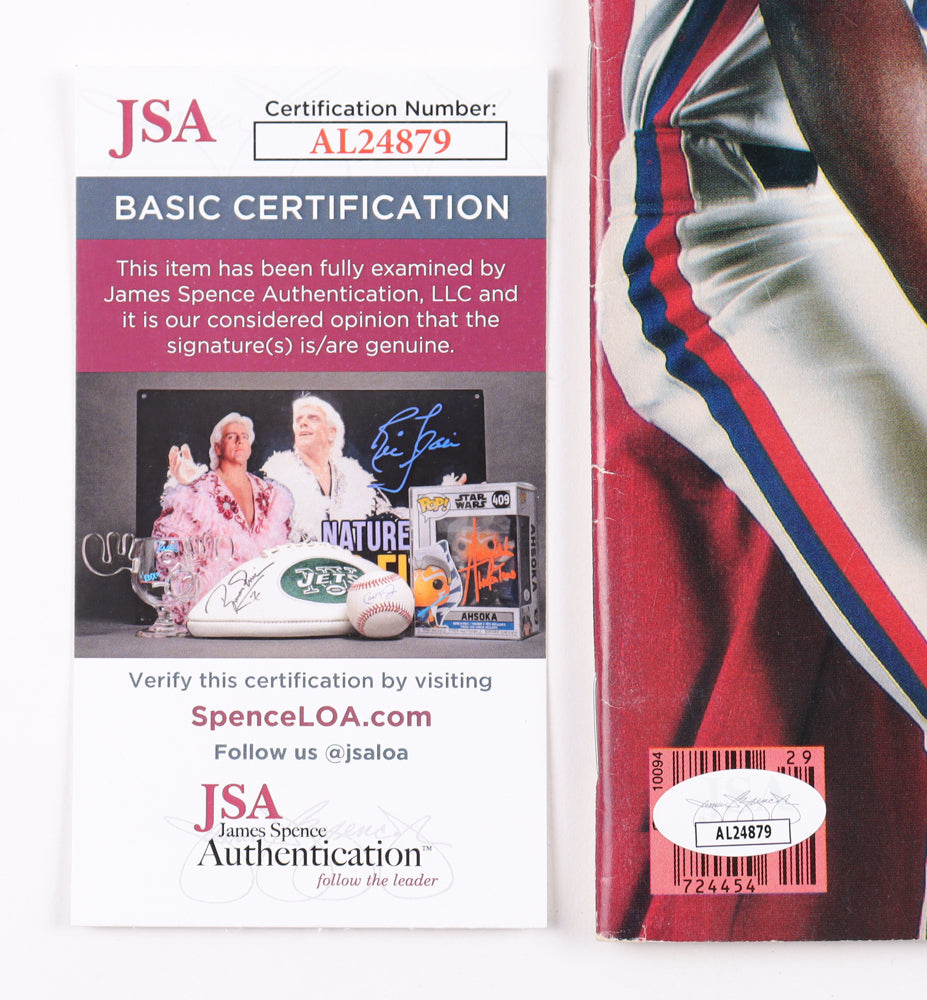 JSA
Certification Number:
AL24879
BASIC CERTIFICATION
This item has been fully examined by
James Spence Authentication, LLC and
it is our considered opinion that the
signature(s) is/are genuine.
NATURE
POP!
STAR
WARS
409
AHSOKA
JETS
AHSOKA
Verify this certification by visiting
SpenceLOA.com
Follow us @jsaloa
JSA
James Spence
Authentication™
follow the leader
10094
29
AL24879
724454